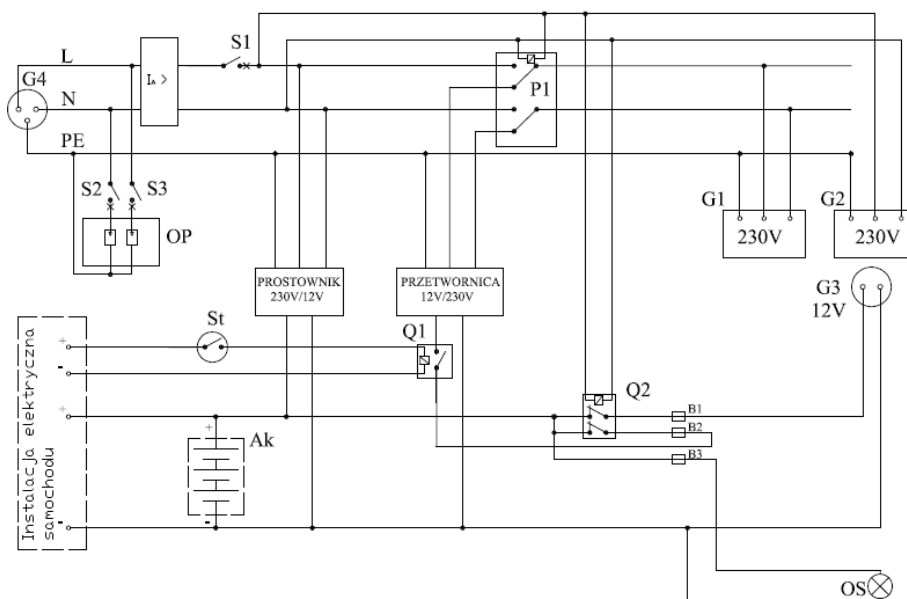 S1
L
G4
I∆ >
P1
N
PE
S2
S3
G1
G2
OP
230V
230V
PROSTOWNIK
230V/12V
PRZETWORNICA
12V/230V
G3
12V
St
Q1
+
-
Q2
+
B1
B2
B3
+
Ak
-
-
Instalacja elektryczna
samochodu
OS